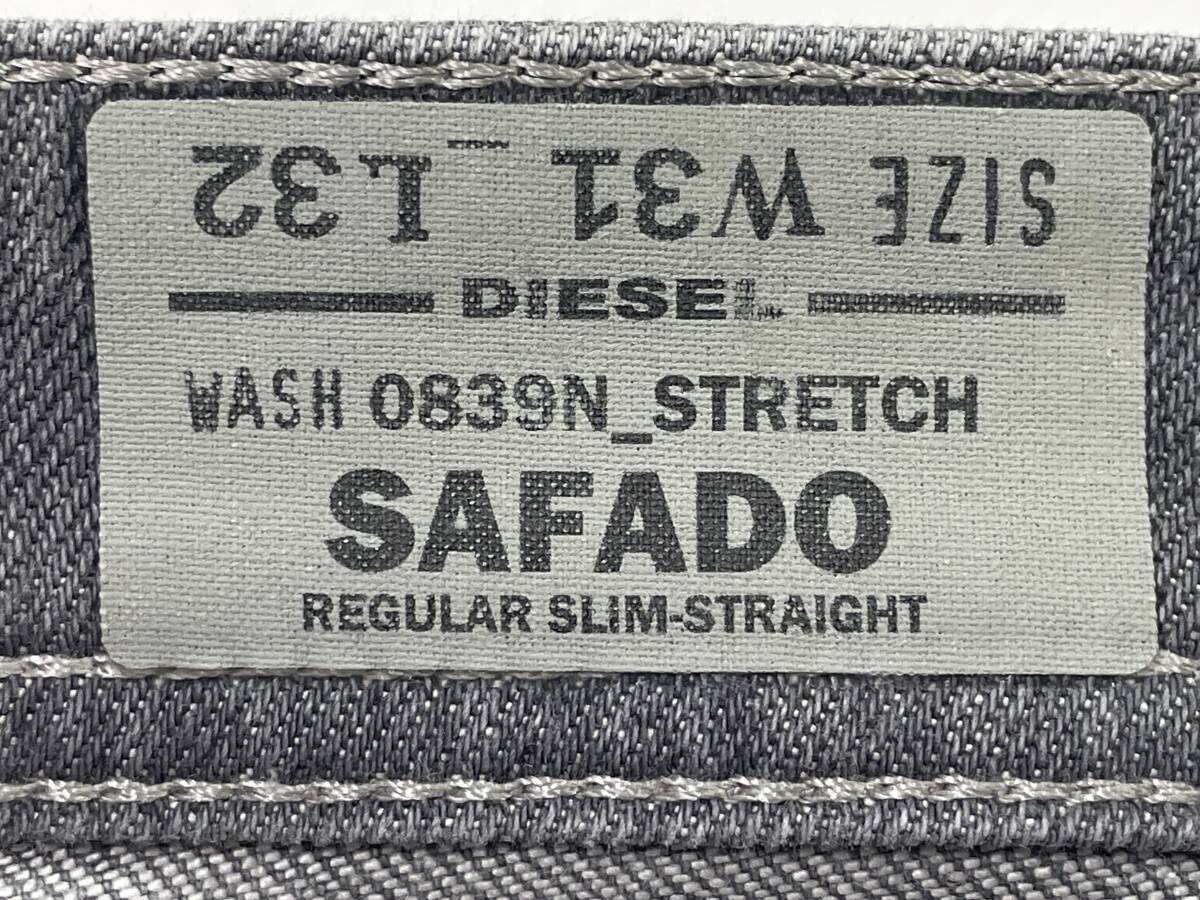 SIZE W31 _ L32
DIESEL
WASH 0839N_STRETCH
SAFADO
REGULAR SLIM-STRAIGHT